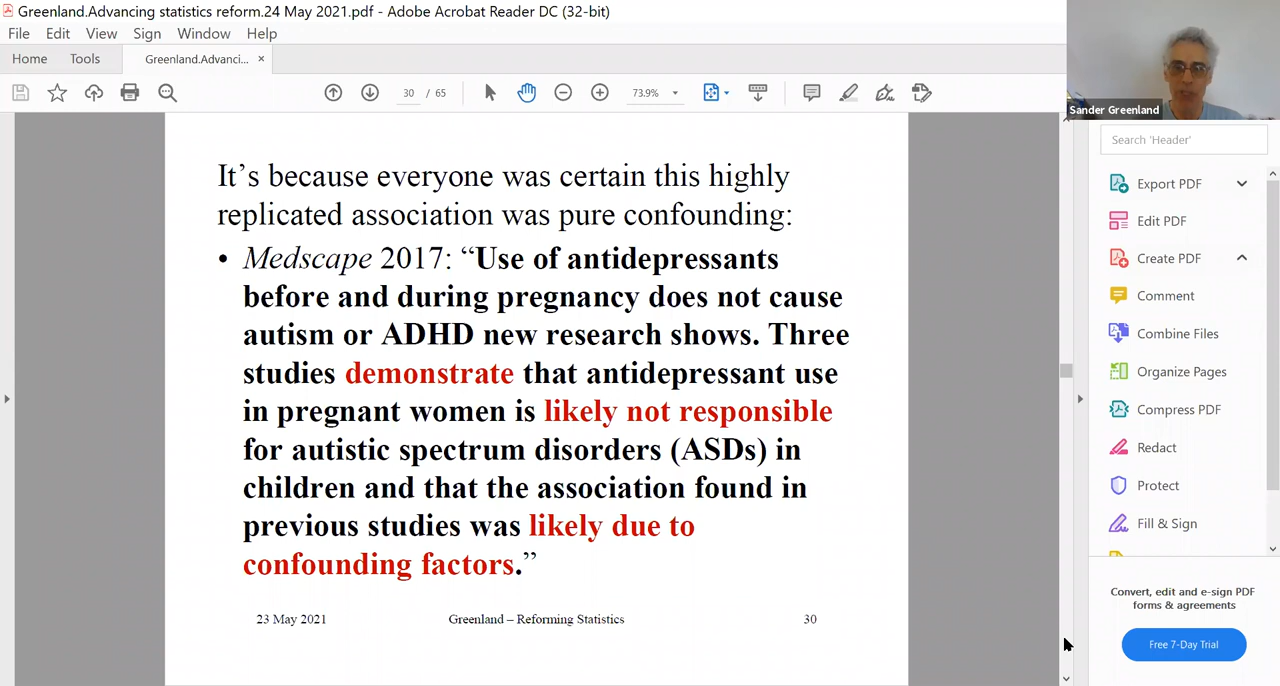 Greenland.Advancing statistics reform.24 May 2021.pdf - Adobe Acrobat Reader DC (32-bit)
File Edit View Sign Window Help
Home Tools Greenland.Advanci... ×
30 / 65 73.9%
Sander Greenland
Search 'Header'
Export PDF
Edit PDF
Create PDF
Comment
Combine Files
Organize Pages
Compress PDF
Redact
Protect
Fill & Sign
Convert, edit and e-sign PDF
forms & agreements
Free 7-Day Trial
It's because everyone was certain this highly
replicated association was pure confounding:
• Medscape 2017: “Use of antidepressants
before and during pregnancy does not cause
autism or ADHD new research shows. Three
studies demonstrate that antidepressant use
in pregnant women is likely not responsible
for autistic spectrum disorders (ASDs) in
children and that the association found in
previous studies was likely due to
confounding factors.”
23 May 2021 Greenland – Reforming Statistics 30